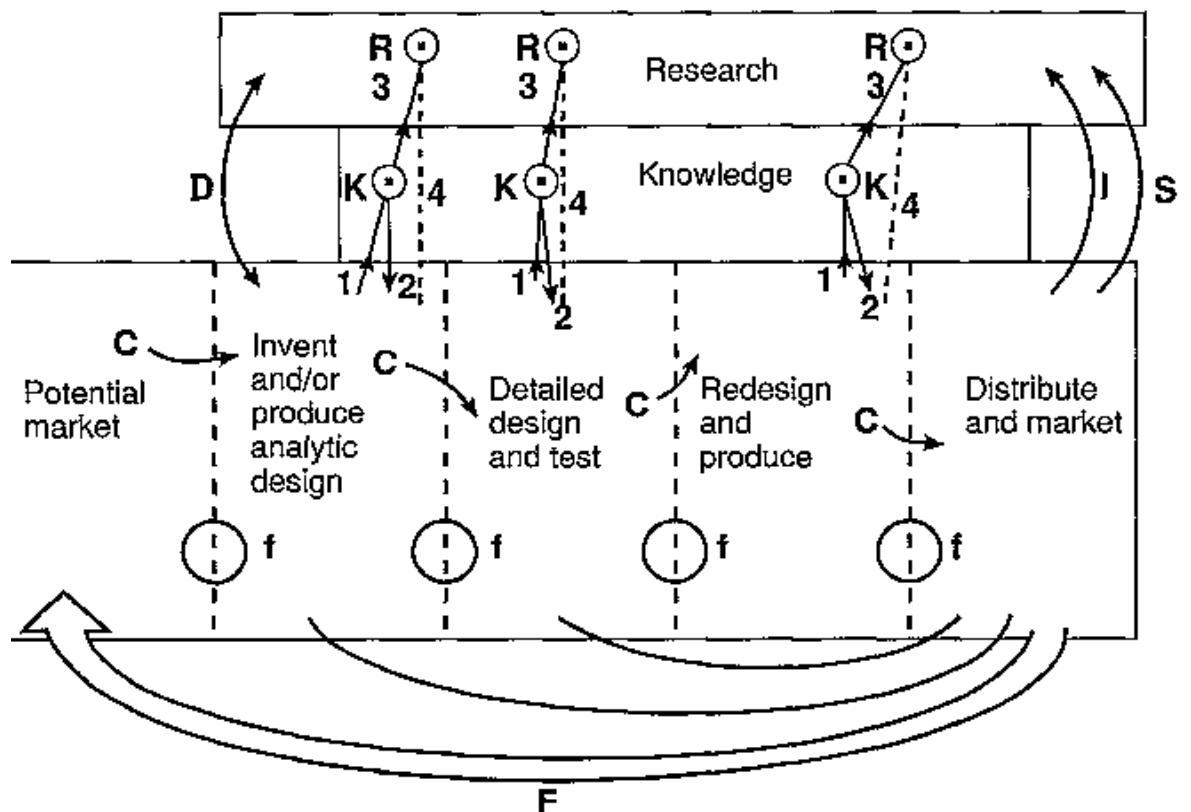 R R R
3 3 Research 3
D K 4 K 4 Knowledge K 4 I S
1 2 1 2 1 2
C Invent
and/or
produce
analytic
design
Potential
market
C Detailed
design
and test
C Redesign
and
produce
C Distribute
and market
f f f f
F